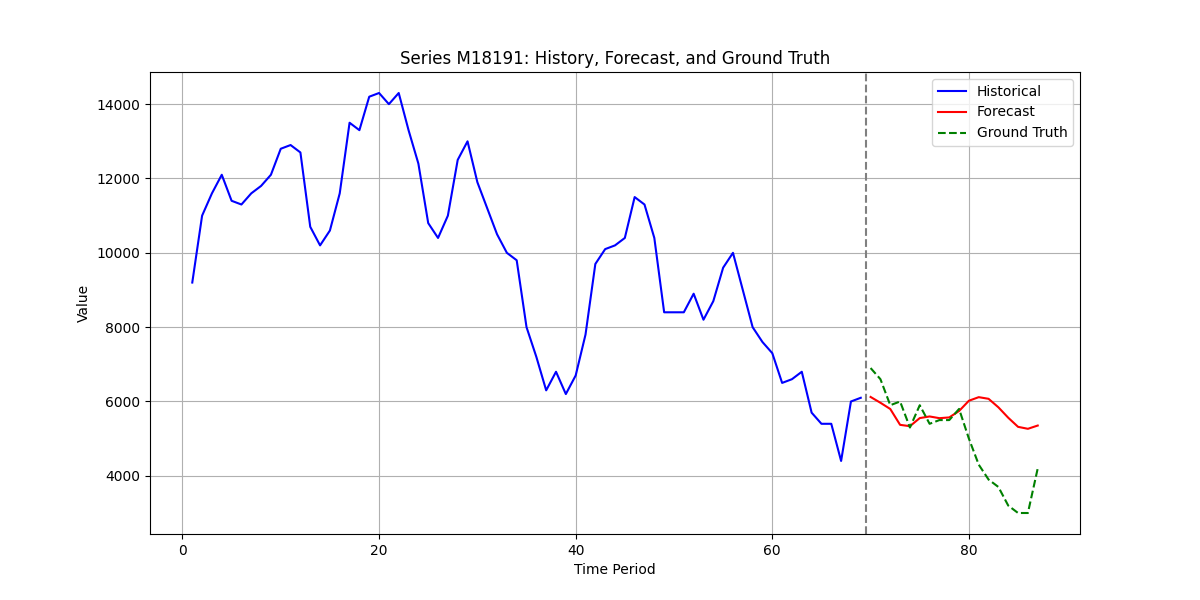 Series M18191: History, Forecast, and Ground Truth
Historical
Forecast
Ground Truth
14000
12000
10000
8000
6000
4000
Value
0
20
40
60
80
Time Period